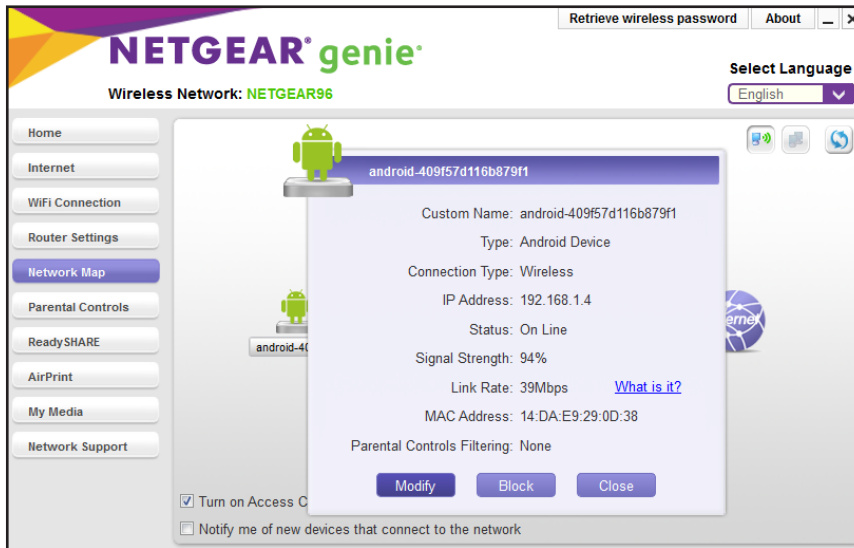 Retrieve wireless password About
NETGEAR® genie®
Select Language
Wireless Network: NETGEAR96
English
Home
Internet
WiFi Connection
Router Settings
Network Map
Parental Controls
ReadySHARE
AirPrint
My Media
Network Support
android-409f57d116b879f1
Custom Name: android-409f57d116b879f1
Type: Android Device
Connection Type: Wireless
IP Address: 192.168.1.4
Status: On Line
Signal Strength: 94%
Link Rate: 39Mbps What is it?
MAC Address: 14:DA:E9:29:0D:38
Parental Controls Filtering: None
Modify Block Close
android-40
ernet
Turn on Access C
Notify me of new devices that connect to the network